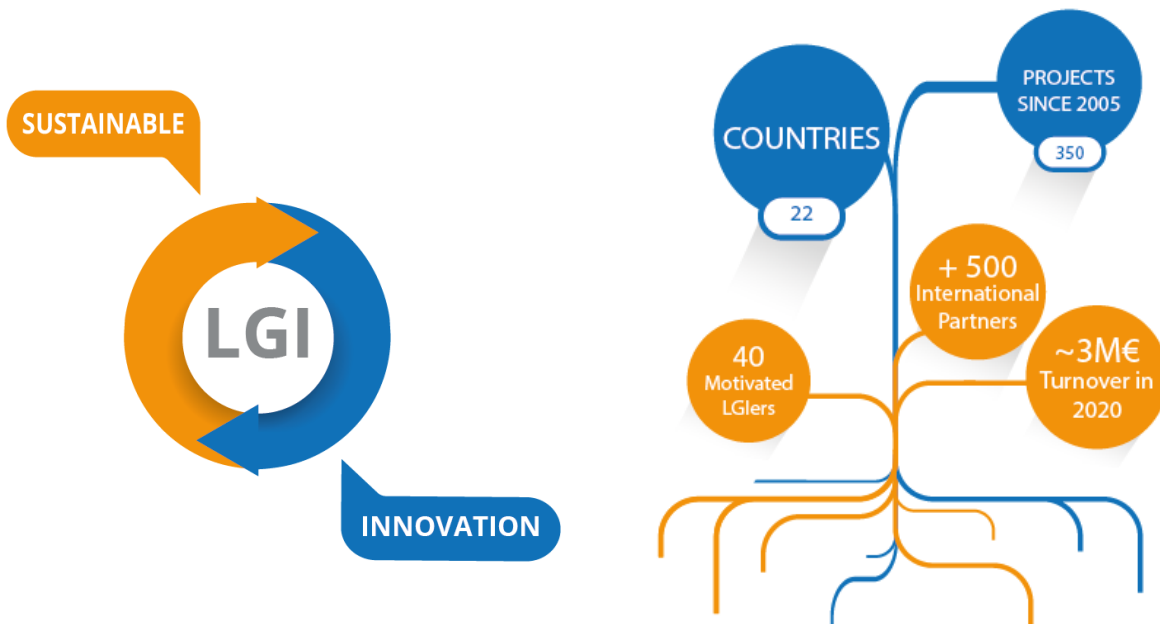 SUSTAINABLE
LGI
INNOVATION
COUNTRIES
22
PROJECTS
SINCE 2005
350
+ 500
International
Partners
40
Motivated
LGIers
~3M€
Turnover in
2020